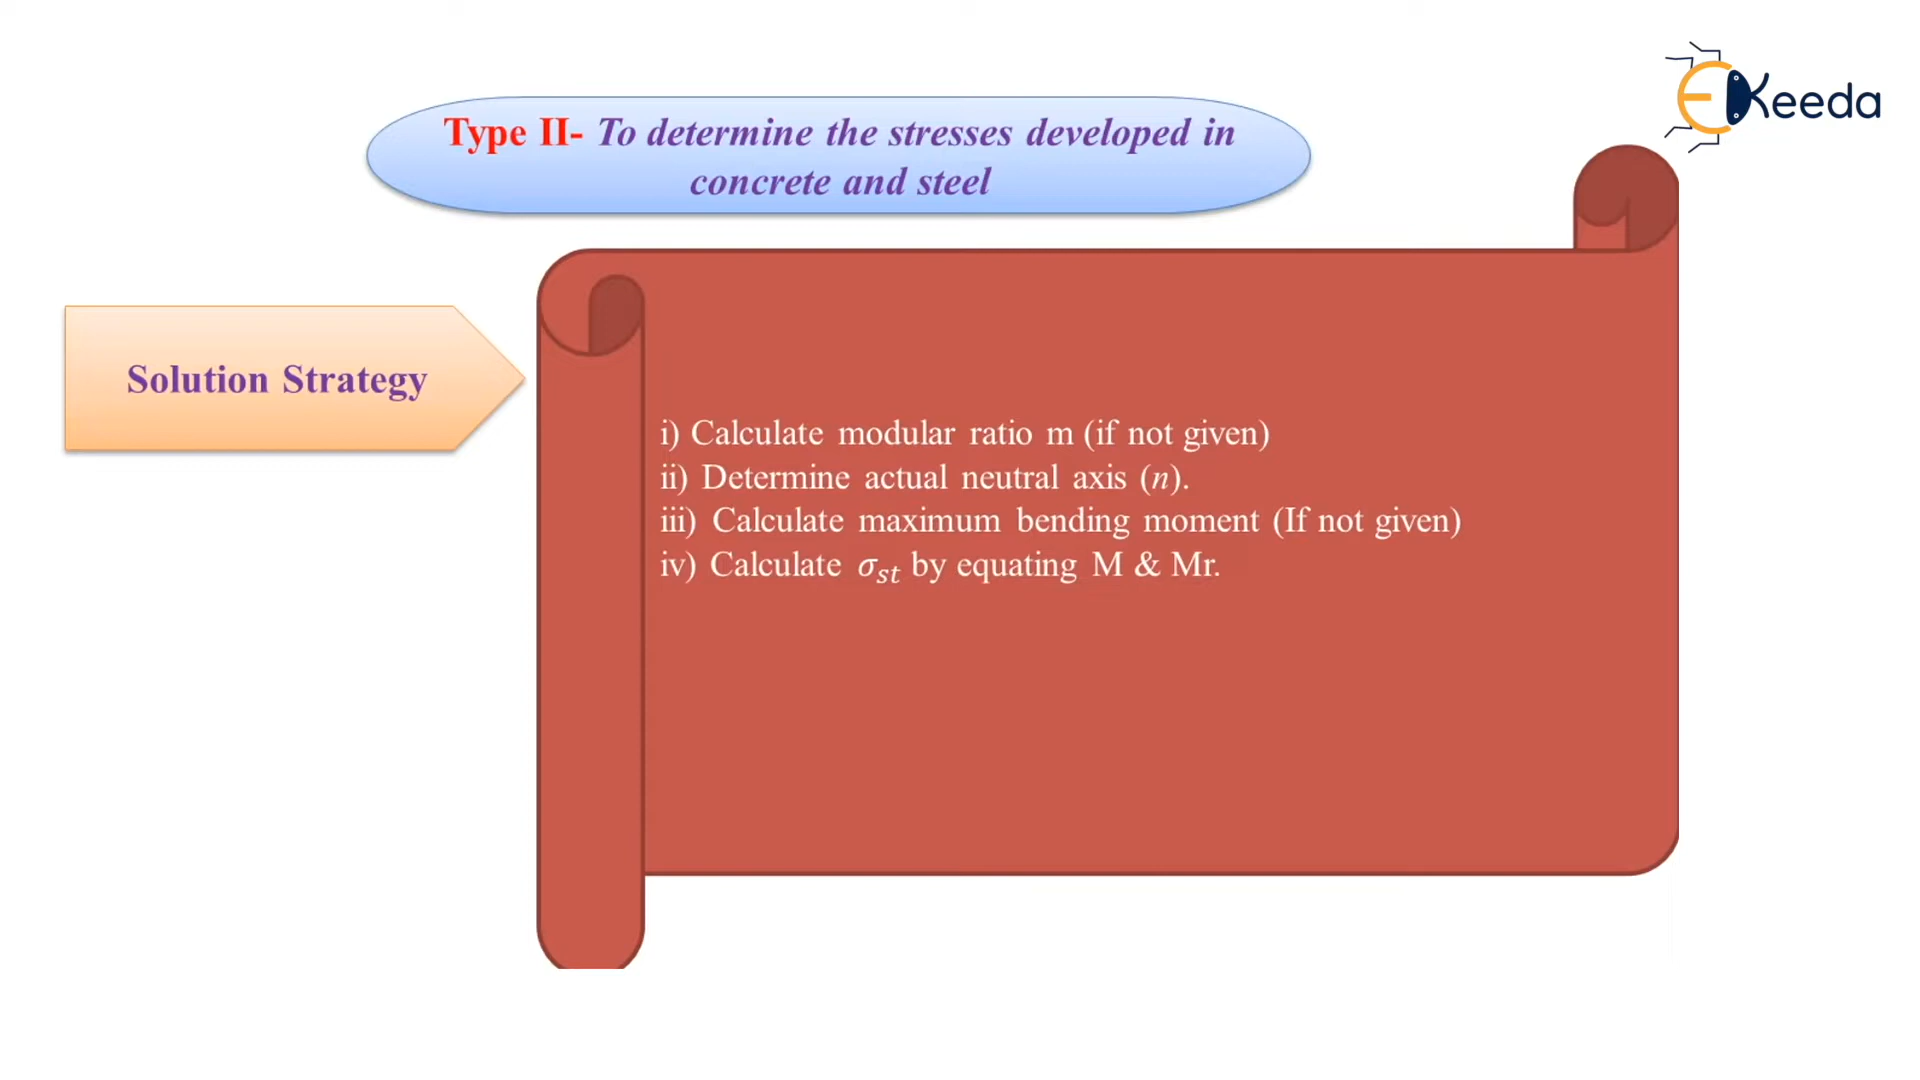 EKeeda
Type II- To determine the stresses developed in
concrete and steel
Solution Strategy
i) Calculate modular ratio m (if not given)
ii) Determine actual neutral axis (n).
iii) Calculate maximum bending moment (If not given)
iv) Calculate σst by equating M & Mr.